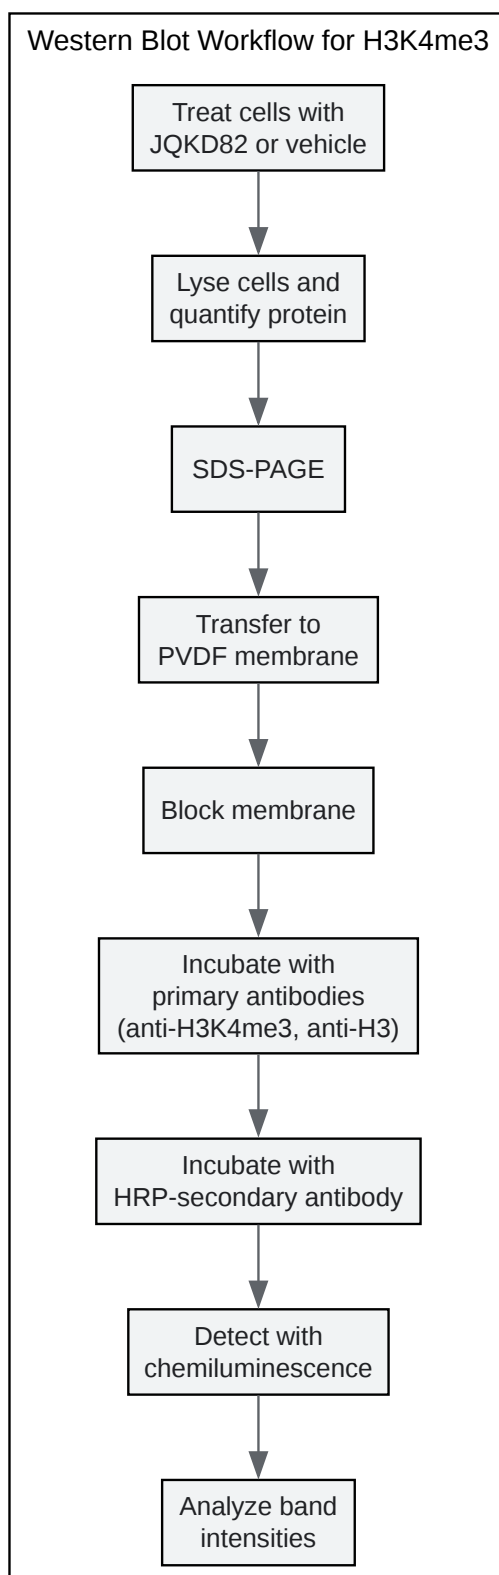 Western Blot Workflow for H3K4me3
Treat cells with
JQKD82 or vehicle
Lyse cells and
quantify protein
SDS-PAGE
Transfer to
PVDF membrane
Block membrane
Incubate with
primary antibodies
(anti-H3K4me3, anti-H3)
Incubate with
HRP-secondary antibody
Detect with
chemiluminescence
Analyze band
intensities